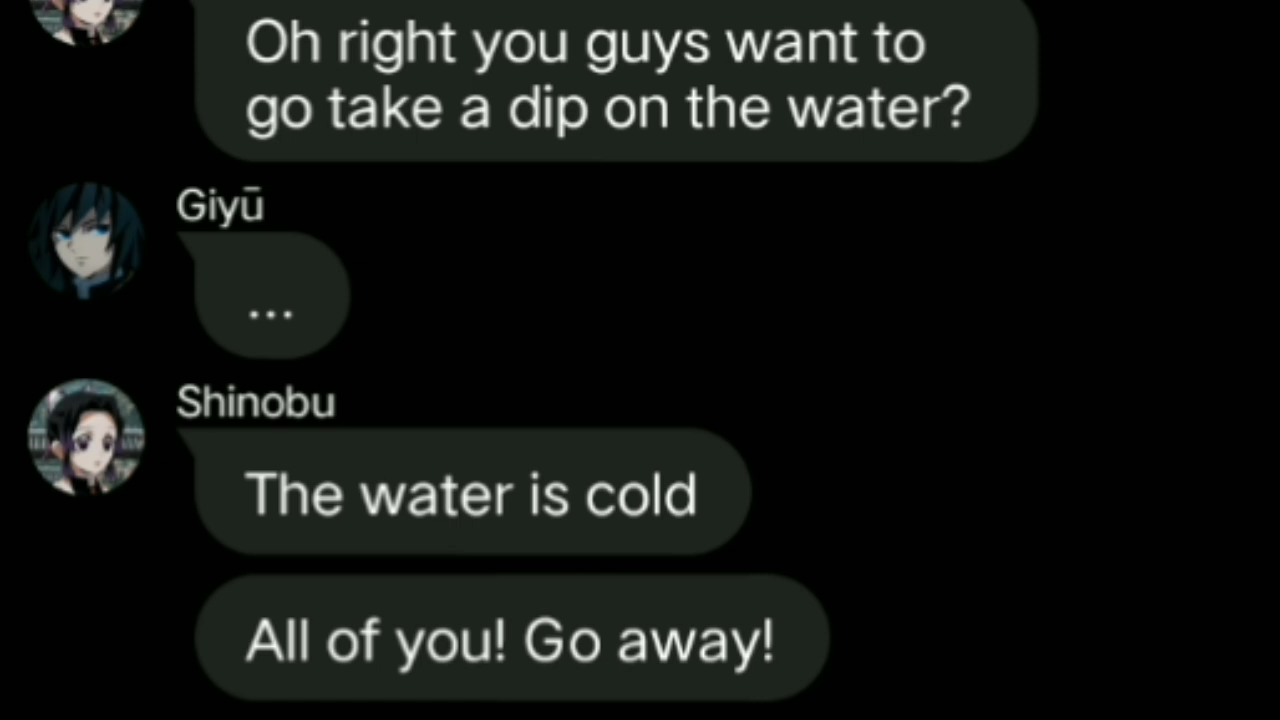 Oh right you guys want to
go take a dip on the water?
Giyū
...
Shinobu
The water is cold
All of you! Go away!